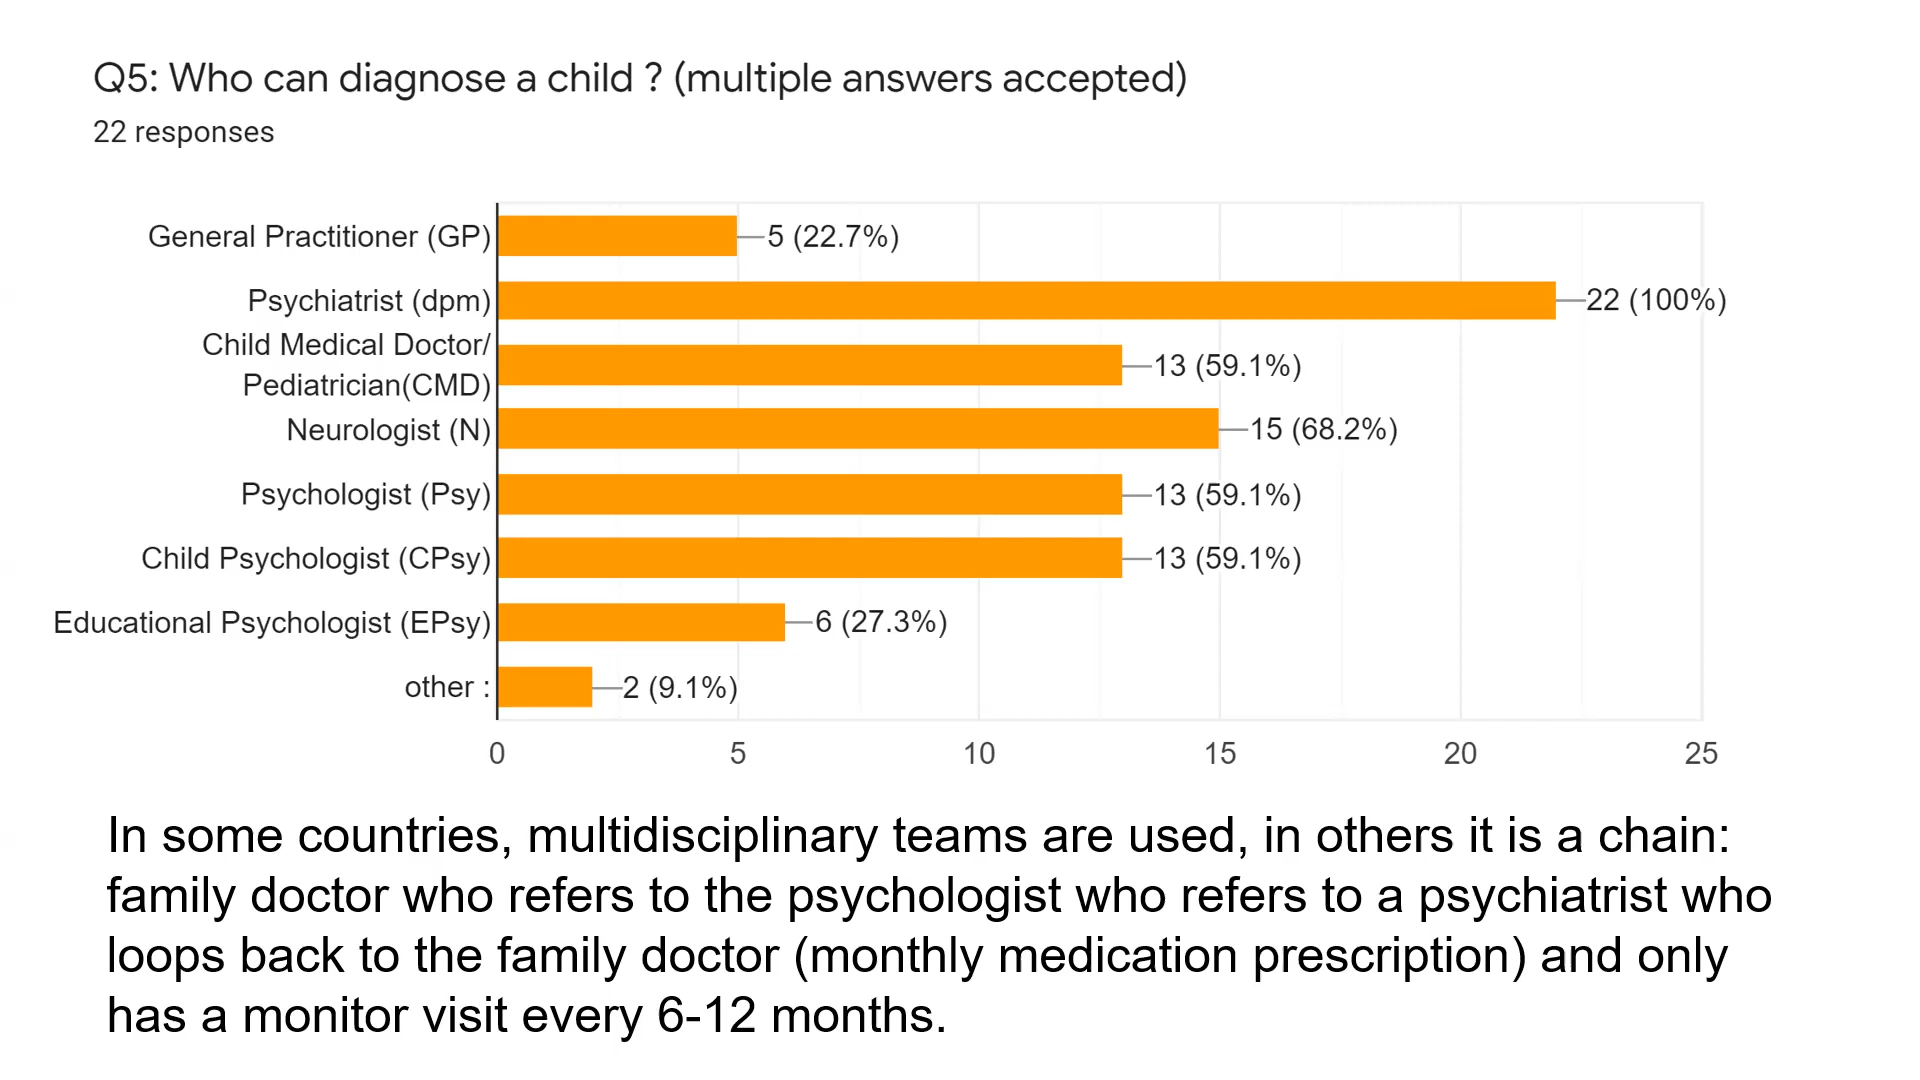 Q5: Who can diagnose a child ? (multiple answers accepted)
22 responses
General Practitioner (GP) 5 (22.7%)
Psychiatrist (dpm) 22 (100%)
Child Medical Doctor/
Pediatrician(CMD) 13 (59.1%)
Neurologist (N) 15 (68.2%)
Psychologist (Psy) 13 (59.1%)
Child Psychologist (CPsy) 13 (59.1%)
Educational Psychologist (EPsy) 6 (27.3%)
other : 2 (9.1%)
0 5 10 15 20 25
In some countries, multidisciplinary teams are used, in others it is a chain:
family doctor who refers to the psychologist who refers to a psychiatrist who
loops back to the family doctor (monthly medication prescription) and only
has a monitor visit every 6-12 months.